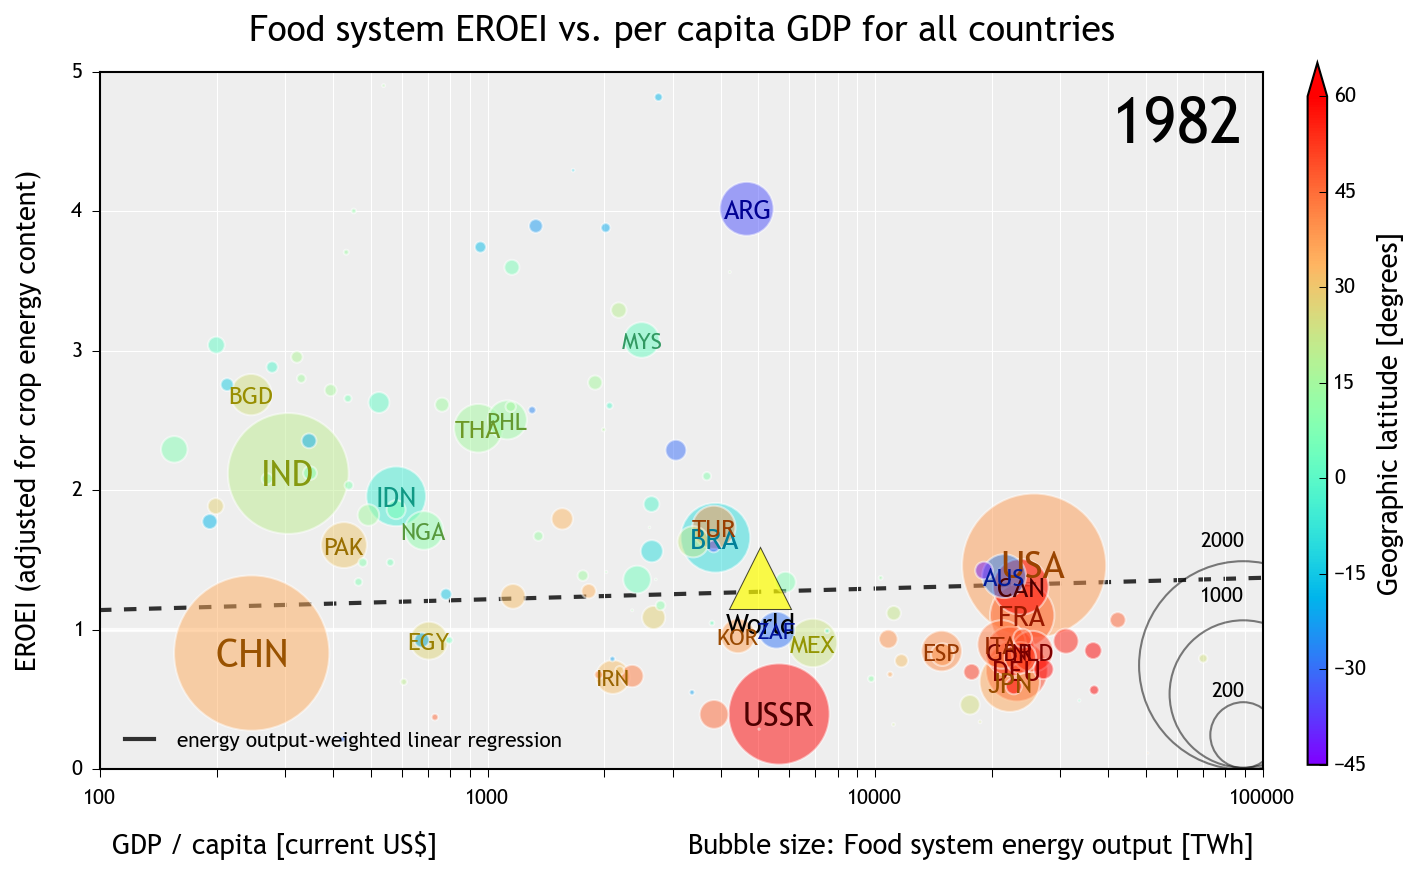 Food system EROEI vs. per capita GDP for all countries
1982
EROEI (adjusted for crop energy content)
5
4
3
2
1
0
ARG
MYS
BGD
PHL
THA
IND
IDN
NGA
TUR
BRA
PAK
USA
AUS
CAN
FRA
World
ZAF
KOR
EGY
MEX
CHN
ESP
ITA
GBR
DEU
IRN
JPN
USSR
2000
1000
200
energy output-weighted linear regression
100
1000
10000
100000
GDP / capita [current US$]
Bubble size: Food system energy output [TWh]
60
45
30
15
0
−15
−30
−45
Geographic latitude [degrees]